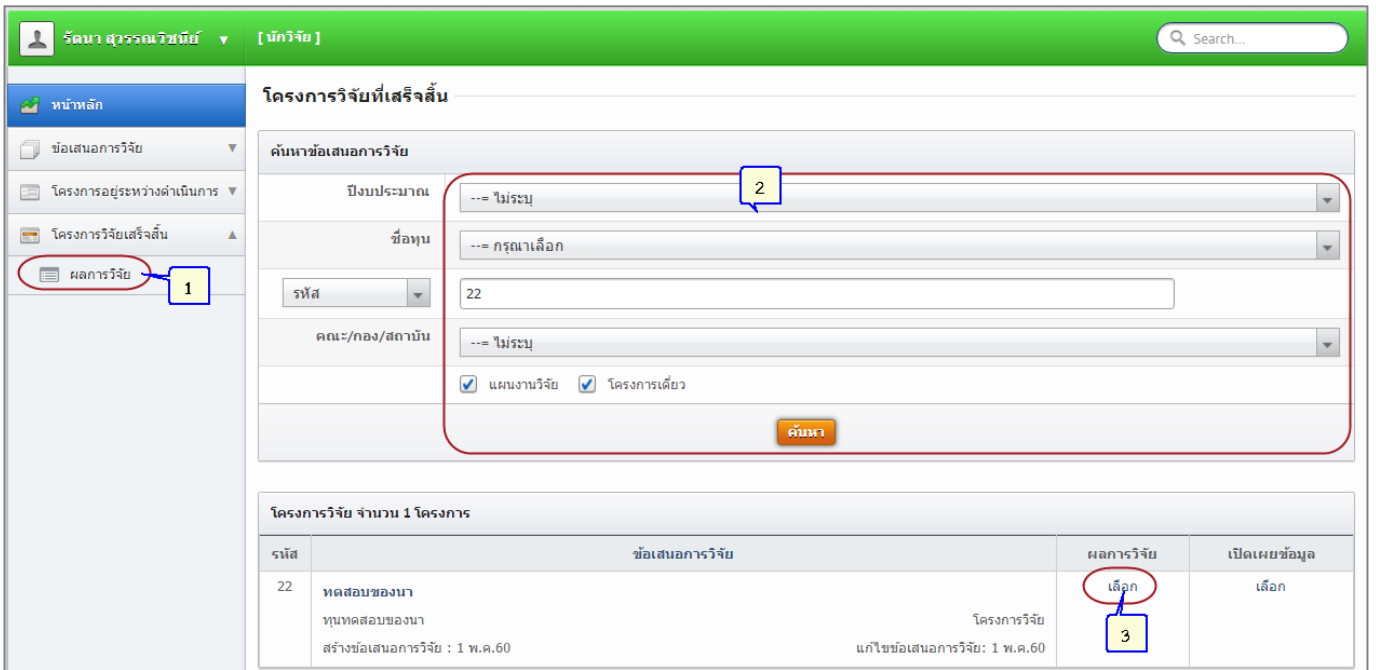 รัตนา สุวรรณวิชนีย์ ▼ [ นักวิจัย ] Search...
หน้าหลัก
ข้อเสนอการวิจัย
โครงการอยู่ระหว่างดำเนินการ
โครงการวิจัยเสร็จสิ้น
ผลการวิจัย
1
โครงการวิจัยที่เสร็จสิ้น
ค้นหาข้อเสนอการวิจัย
ปีงบประมาณ --= ไม่ระบุ
2
ชื่อทุน --= กรุณาเลือก
รหัส 22
คณะ/กอง/สถาบัน --= ไม่ระบุ
แผนงานวิจัย โครงการเดี่ยว
ค้นหา
โครงการวิจัย จำนวน 1 โครงการ
รหัส ข้อเสนอการวิจัย ผลการวิจัย เปิดเผยข้อมูล
22 ทดสอบของนา เลือก เลือก
ทุนทดสอบของนา โครงการวิจัย
3
สร้างข้อเสนอการวิจัย : 1 พ.ค.60 แก้ไขข้อเสนอการวิจัย: 1 พ.ค.60